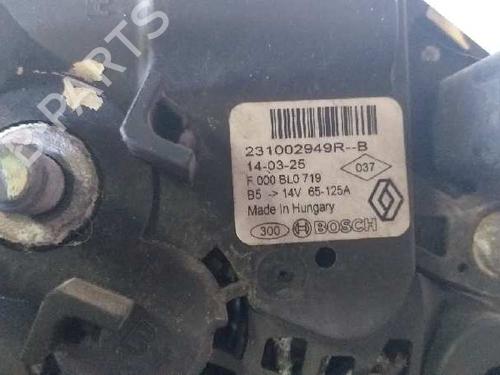 B-PARTS
231002949R--B
14-03-25
037
F 000 BL0 719
B5 -> 14V 65-125A
Made in Hungary
300 BOSCH